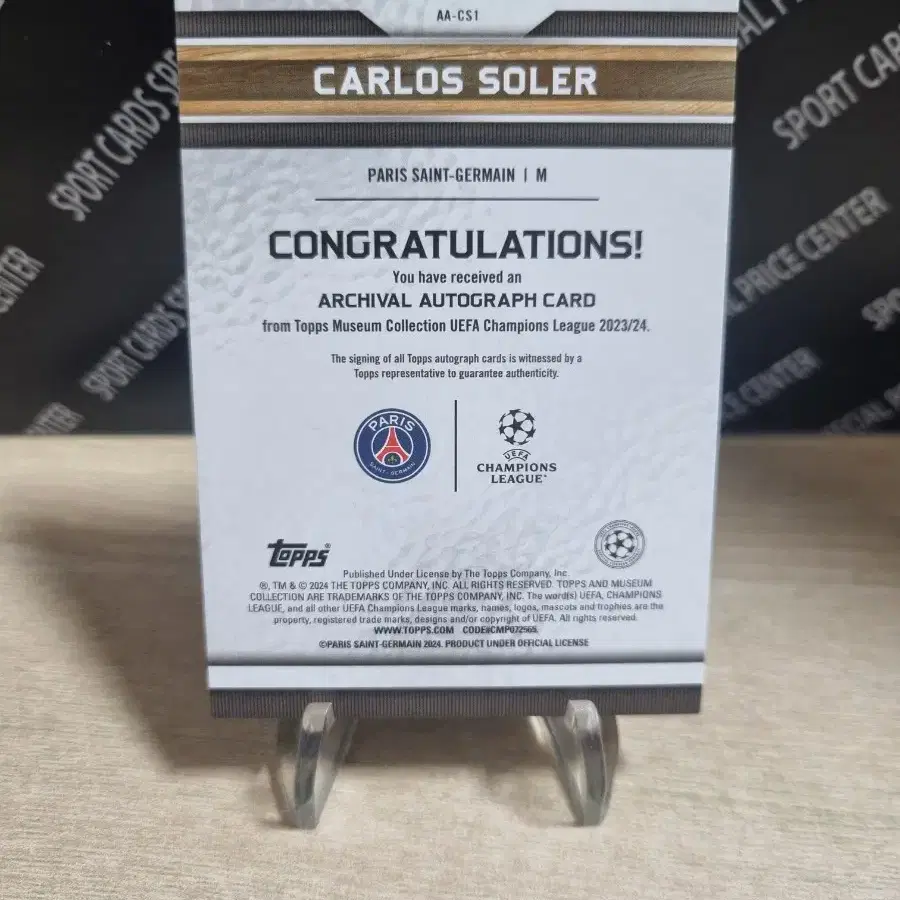 AA-CS1
CARLOS SOLER
PARIS SAINT-GERMAIN | M
CONGRATULATIONS!
You have received an
ARCHIVAL AUTOGRAPH CARD
from Topps Museum Collection UEFA Champions League 2023/24.
The signing of all Topps autograph cards is witnessed by a
Topps representative to guarantee authenticity.
PARIS
SAINT-GERMAIN
UEFA
CHAMPIONS
LEAGUE
topps
Published Under License by The Topps Company, Inc.
®, TM & © 2024 THE TOPPS COMPANY, INC. ALL RIGHTS RESERVED. TOPPS AND MUSEUM
COLLECTION ARE TRADEMARKS OF THE TOPPS COMPANY, INC. The word(s) UEFA, CHAMPIONS
LEAGUE, and all other UEFA Champions League marks, names, logos, mascots and trophies are the
property, registered trade marks, designs and/or copyright of UEFA. All rights reserved.
WWW.TOPPS.COM CODE#CMP072565
©PARIS SAINT-GERMAIN 2024. PRODUCT UNDER OFFICIAL LICENSE
SPORT CARDS SPE
SPORT CARDS S
CENTER
SPORT CAR
PRICE CENTER
CENTER